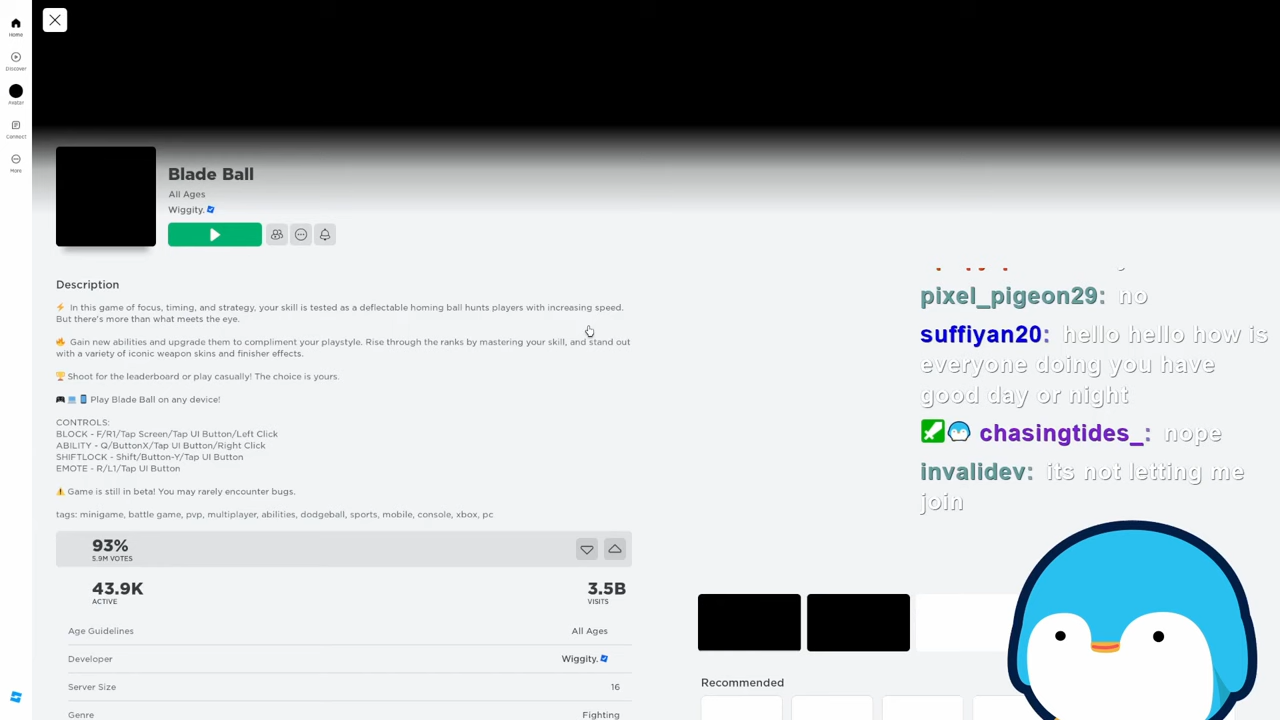 Home
Discover
Avatar
Connect
More
Blade Ball
All Ages
Wiggity.
Description
⚡ In this game of focus, timing, and strategy, your skill is tested as a deflectable homing ball hunts players with increasing speed.
But there's more than what meets the eye.
🔥 Gain new abilities and upgrade them to compliment your playstyle. Rise through the ranks by mastering your skill, and stand out
with a variety of iconic weapon skins and finisher effects.
🏆 Shoot for the leaderboard or play casually! The choice is yours.
🎮 💻 📱 Play Blade Ball on any device!
CONTROLS:
BLOCK - F/R1/Tap Screen/Tap UI Button/Left Click
ABILITY - Q/ButtonX/Tap UI Button/Right Click
SHIFTLOCK - Shift/Button-Y/Tap UI Button
EMOTE - R/L1/Tap UI Button
⚠️ Game is still in beta! You may rarely encounter bugs.
tags: minigame, battle game, pvp, multiplayer, abilities, dodgeball, sports, mobile, console, xbox, pc
93%
5.9M VOTES
43.9K
ACTIVE
3.5B
VISITS
Age Guidelines
All Ages
Developer
Wiggity.
Server Size
16
Genre
Fighting
pixel_pigeon29: no
suffiyan20: hello hello how is
everyone doing you have
good day or night
chasingtides_: nope
invalidev: its not letting me
join
Recommended